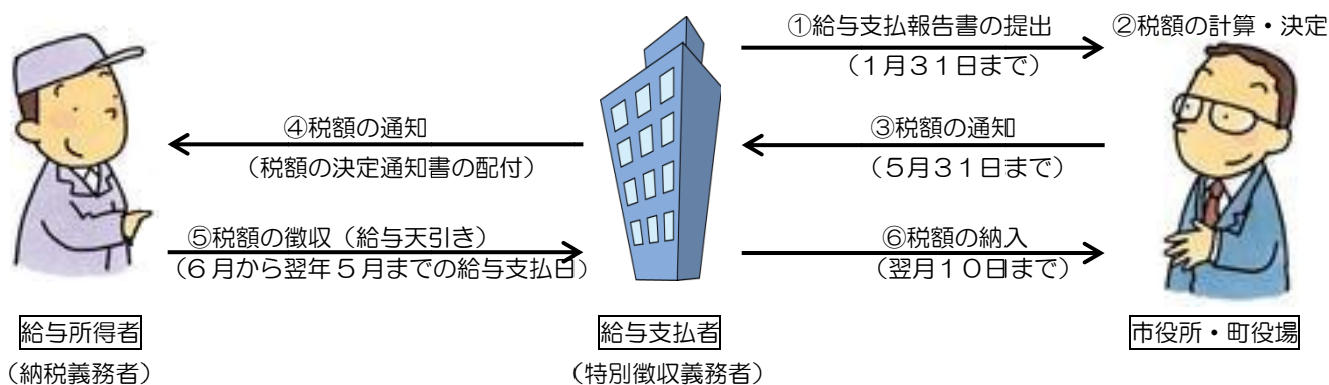 ①給与支払報告書の提出
（１月３１日まで）
②税額の計算・決定
④税額の通知
（税額の決定通知書の配付）
③税額の通知
（５月３１日まで）
⑤税額の徴収（給与天引き）
（６月から翌年５月までの給与支払日）
⑥税額の納入
（翌月１０日まで）
給与所得者
（納税義務者）
給与支払者
（特別徴収義務者）
市役所・町役場